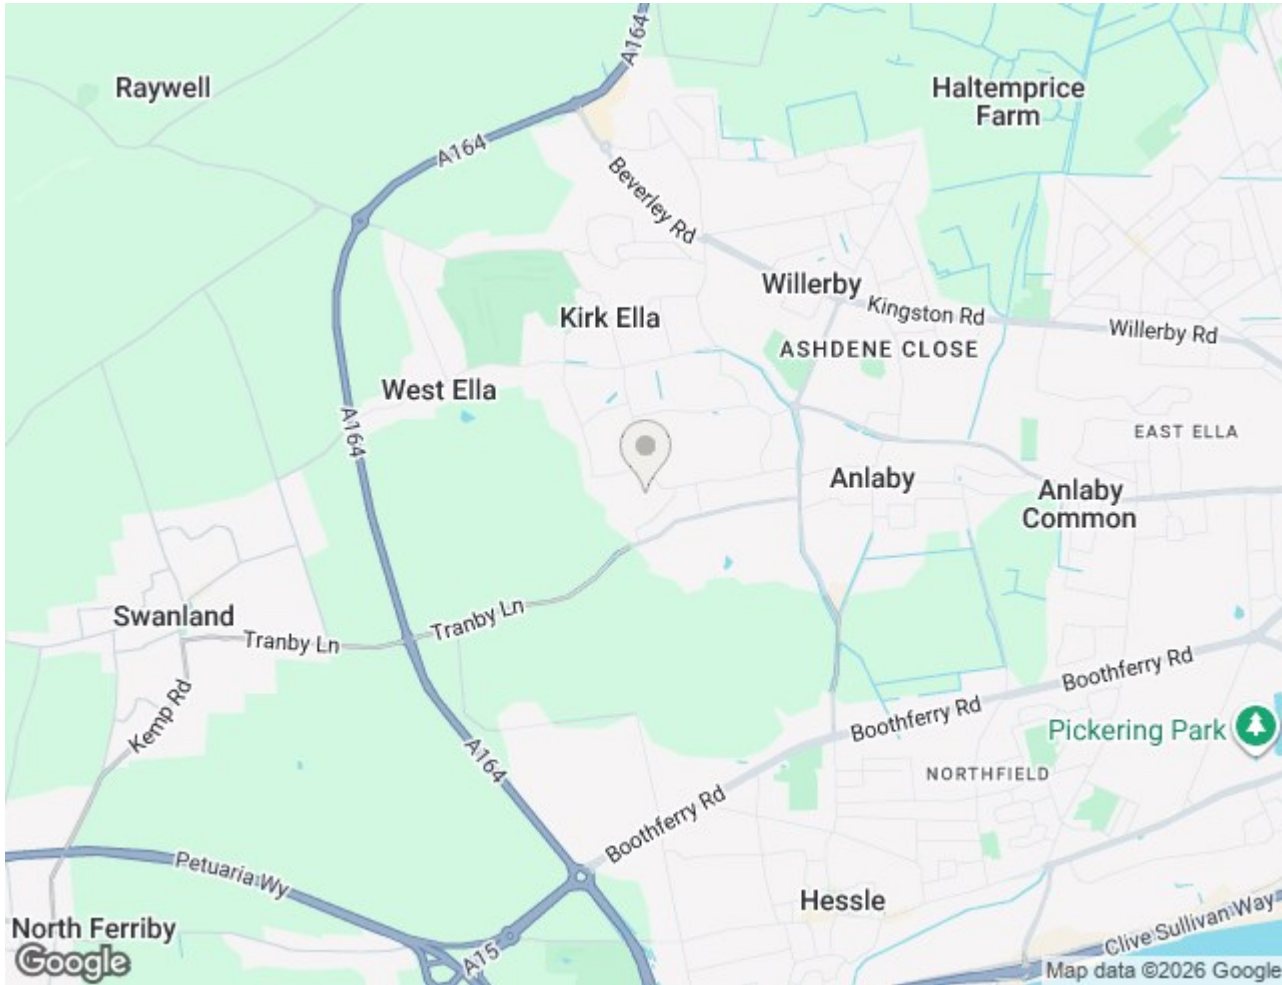 A164
Raywell
Haltemprice
Farm
A164
Beverley Rd
Willerby
Kingston Rd
Kirk Ella
Willerby Rd
ASHDENE CLOSE
West Ella
A164
EAST ELLA
Anlaby
Anlaby
Common
Swanland
Tranby Ln
Tranby Ln
Boothferry Rd
Kemp Rd
Boothferry Rd
Pickering Park
A164
NORTHFIELD
Boothferry Rd
Petuaria Wy
Hessle
North Ferriby
Clive Sullivan Way
A15
Google
Map data ©2026 Google